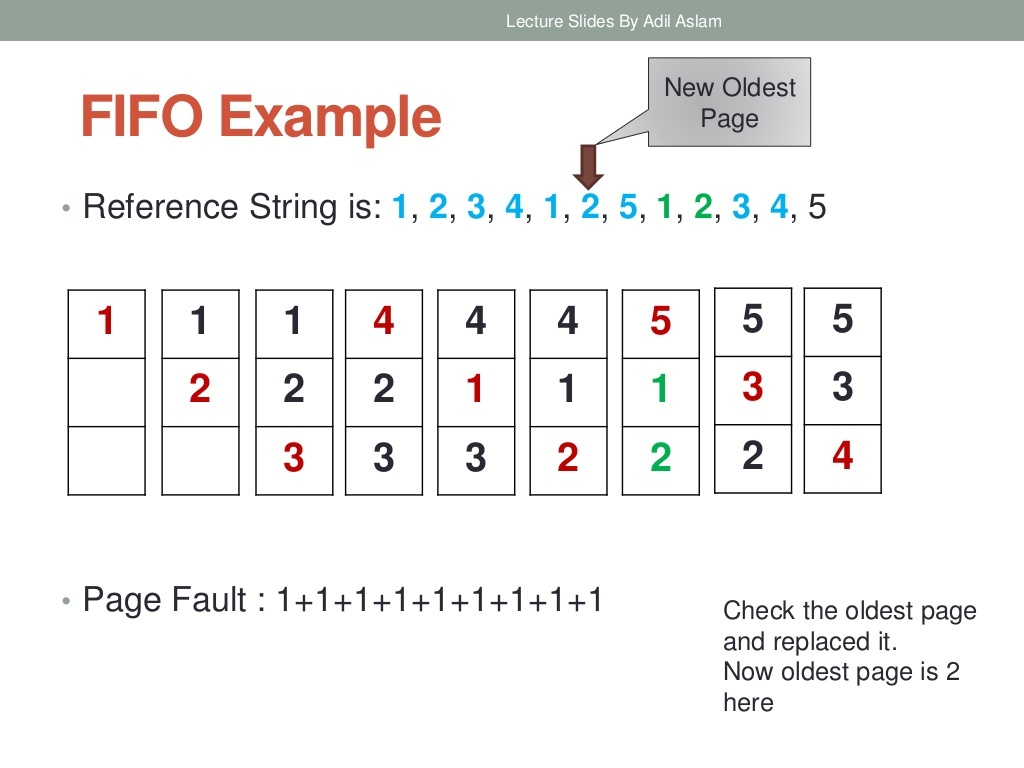 Lecture Slides By Adil Aslam
New Oldest
Page
FIFO Example
• Reference String is: 1, 2, 3, 4, 1, 2, 5, 1, 2, 3, 4, 5
1 1 1 4 4 4 5 5 5
2 2 2 1 1 1 3 3
3 3 3 2 2 2 4
• Page Fault : 1+1+1+1+1+1+1+1+1
Check the oldest page
and replaced it.
Now oldest page is 2
here